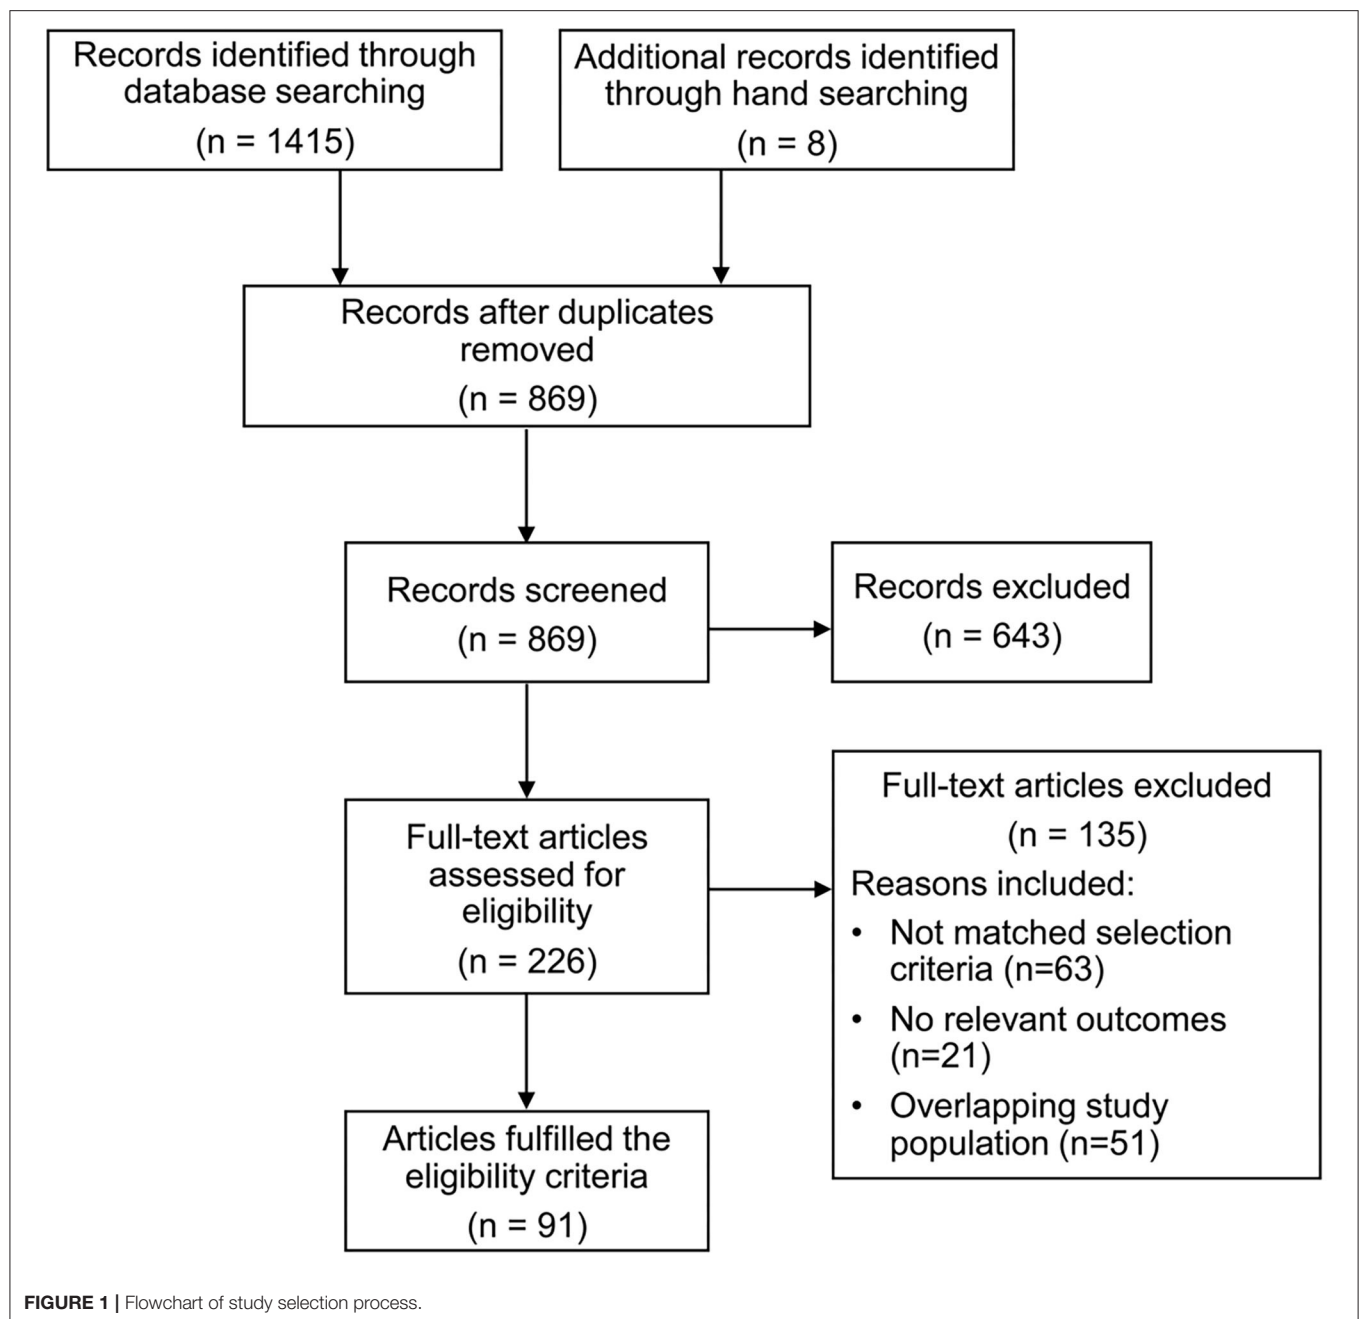 Records identified through
database searching
(n = 1415)
Additional records identified
through hand searching
(n = 8)
Records after duplicates
removed
(n = 869)
Records screened
(n = 869)
Records excluded
(n = 643)
Full-text articles
assessed for
eligibility
(n = 226)
Full-text articles excluded
(n = 135)
Reasons included:
• Not matched selection
criteria (n=63)
• No relevant outcomes
(n=21)
• Overlapping study
population (n=51)
Articles fulfilled the
eligibility criteria
(n = 91)
FIGURE 1 | Flowchart of study selection process.